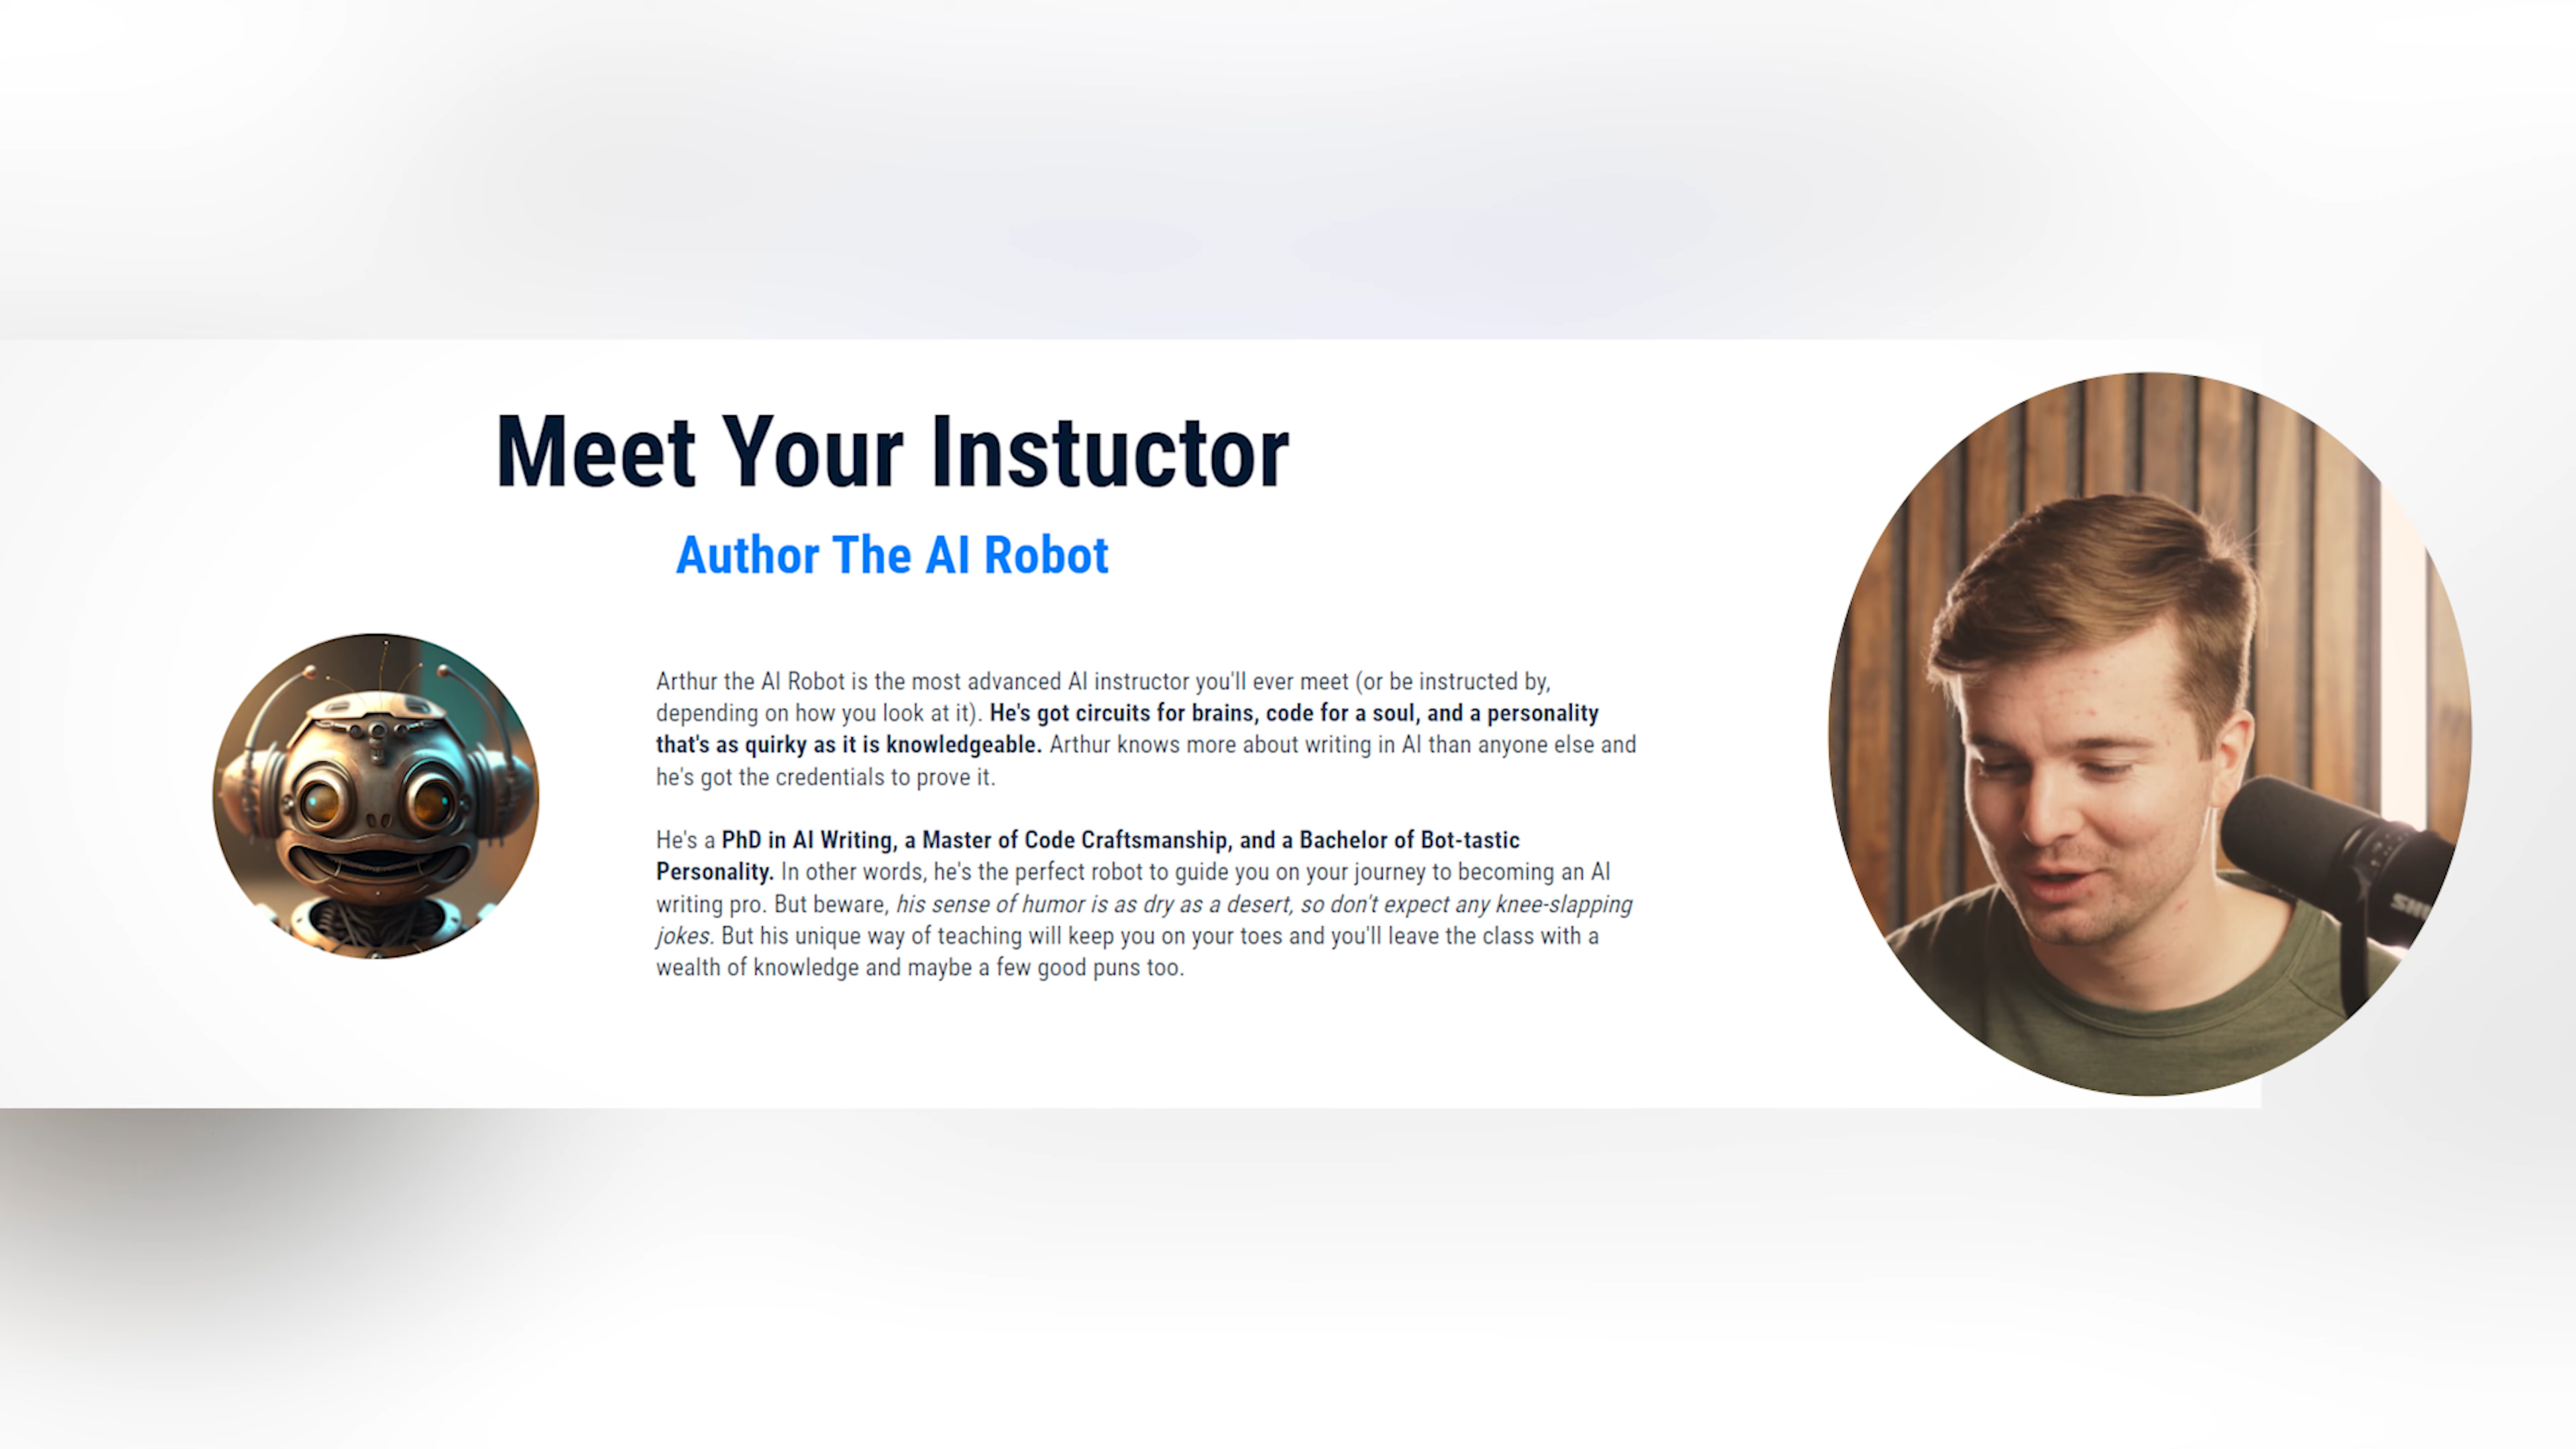 Meet Your Instuctor
Author The AI Robot
Arthur the AI Robot is the most advanced AI instructor you'll ever meet (or be instructed by,
depending on how you look at it). He's got circuits for brains, code for a soul, and a personality
that's as quirky as it is knowledgeable. Arthur knows more about writing in AI than anyone else and
he's got the credentials to prove it.
He's a PhD in AI Writing, a Master of Code Craftsmanship, and a Bachelor of Bot-tastic
Personality. In other words, he's the perfect robot to guide you on your journey to becoming an AI
writing pro. But beware, his sense of humor is as dry as a desert, so don't expect any knee-slapping
jokes. But his unique way of teaching will keep you on your toes and you'll leave the class with a
wealth of knowledge and maybe a few good puns too.